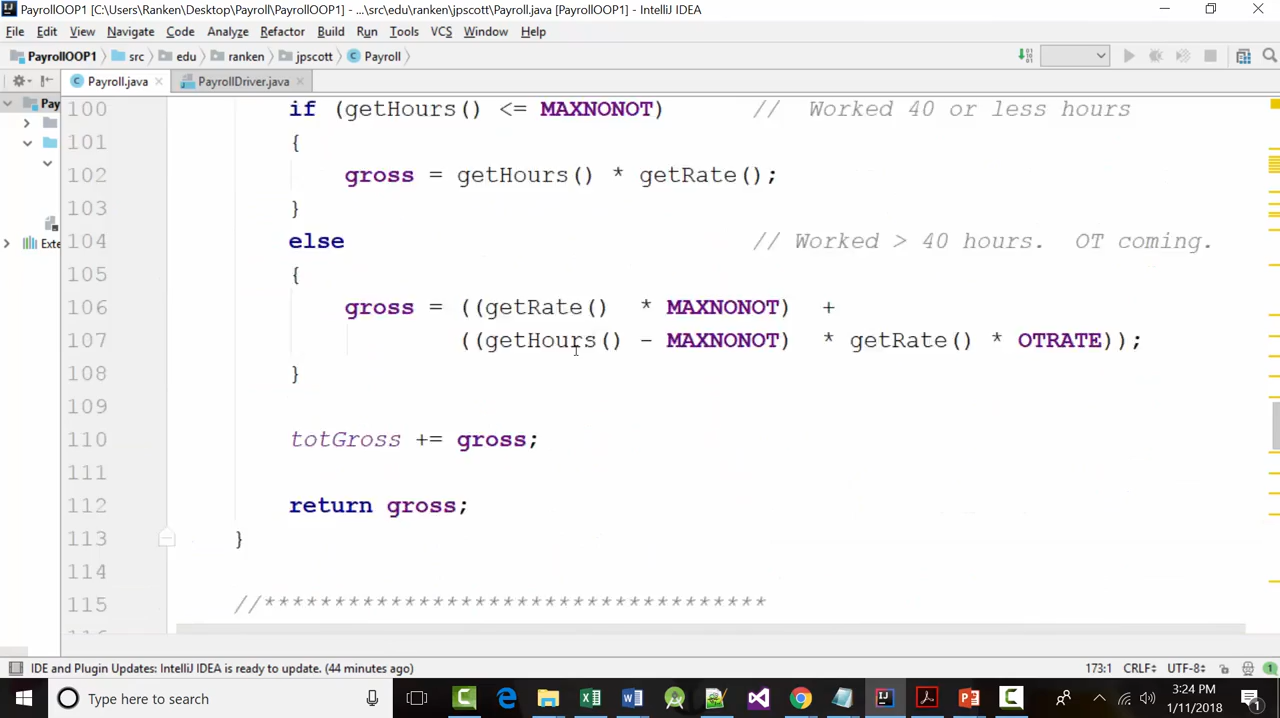 PayrollOOP1 [C:\Users\Ranken\Desktop\Payroll\PayrollOOP1] - ...\src\edu\ranken\jpscott\Payroll.java [PayrollOOP1] - IntelliJ IDEA
File Edit View Navigate Code Analyze Refactor Build Run Tools VCS Window Help
PayrollOOP1 src edu ranken jpscott Payroll
Payroll.java PayrollDriver.java
Pay
Exte
100 if (getHours() <= MAXNONOT) // Worked 40 or less hours
101 {
102 gross = getHours() * getRate();
103 }
104 else // Worked > 40 hours. OT coming.
105 {
106 gross = ((getRate() * MAXNONOT) +
107 ((getHours() - MAXNONOT) * getRate() * OTRATE));
108 }
109
110 totGross += gross;
111
112 return gross;
113 }
114
115 //************************************
IDE and Plugin Updates: IntelliJ IDEA is ready to update. (44 minutes ago) 173:1 CRLF UTF-8
Type here to search
3:24 PM
1/11/2018